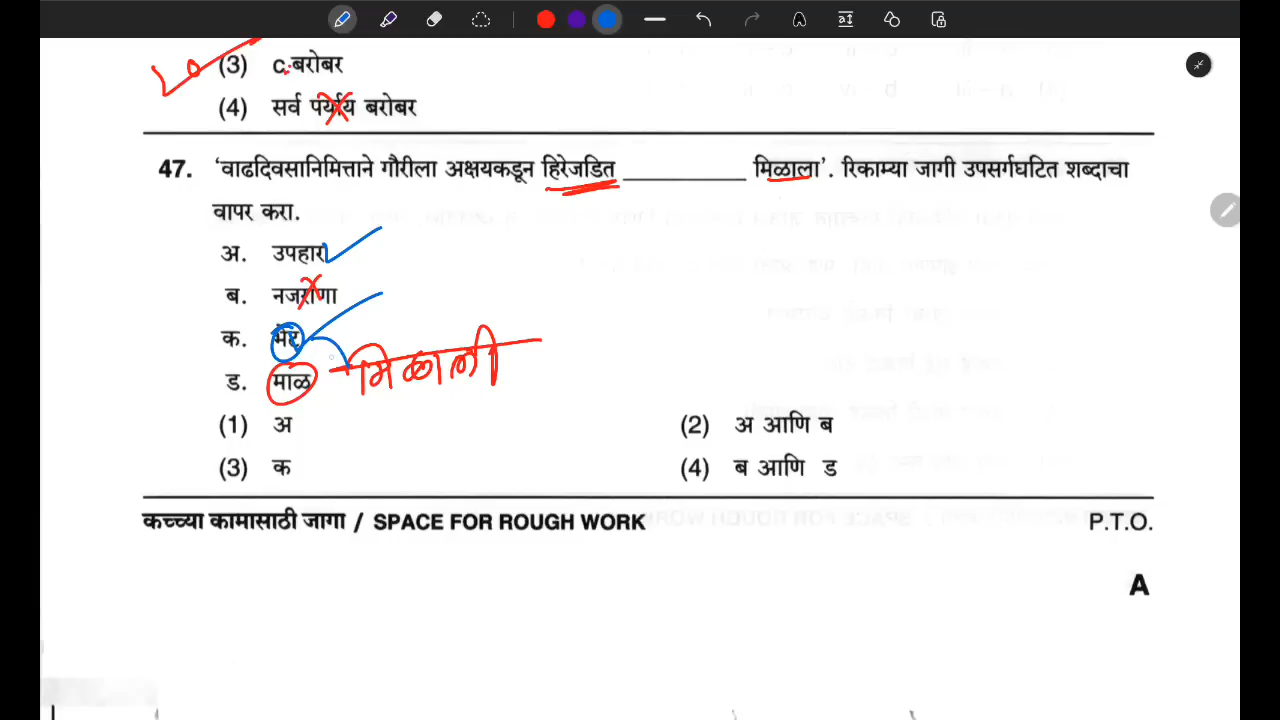 (3) c बरोबर
(4) सर्व पर्याय बरोबर
47. 'वाढदिवसानिमित्ताने गौरीला अक्षयकडून हिरेजडित __________ मिळाला'. रिकाम्या जागी उपसर्गघटित शब्दाचा
वापर करा.
अ. उपहार
ब. नजराणा
क. भेट
ड. माळ मिळाली
(1) अ (2) अ आणि ब
(3) क (4) ब आणि ड
कच्च्या कामासाठी जागा / SPACE FOR ROUGH WORK P.T.O.
A